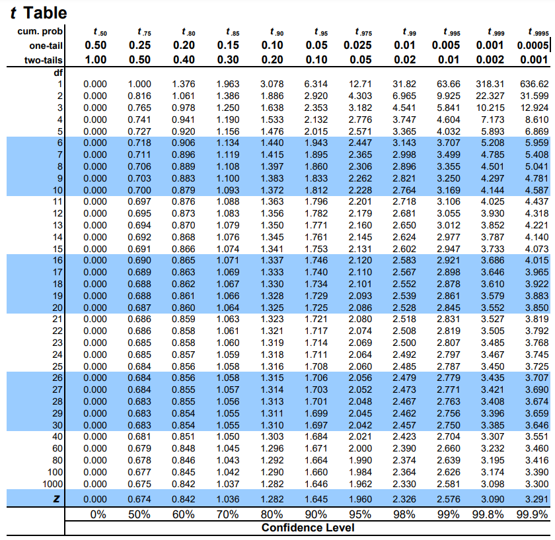 t Table
cum. prob t.50 t.75 t.80 t.85 t.90 t.95 t.975 t.99 t.995 t.999 t.9995
one-tail 0.50 0.25 0.20 0.15 0.10 0.05 0.025 0.01 0.005 0.001 0.0005
two-tails 1.00 0.50 0.40 0.30 0.20 0.10 0.05 0.02 0.01 0.002 0.001
df
1 0.000 1.000 1.376 1.963 3.078 6.314 12.71 31.82 63.66 318.31 636.62
2 0.000 0.816 1.061 1.386 1.886 2.920 4.303 6.965 9.925 22.327 31.599
3 0.000 0.765 0.978 1.250 1.638 2.353 3.182 4.541 5.841 10.215 12.924
4 0.000 0.741 0.941 1.190 1.533 2.132 2.776 3.747 4.604 7.173 8.610
5 0.000 0.727 0.920 1.156 1.476 2.015 2.571 3.365 4.032 5.893 6.869
6 0.000 0.718 0.906 1.134 1.440 1.943 2.447 3.143 3.707 5.208 5.959
7 0.000 0.711 0.896 1.119 1.415 1.895 2.365 2.998 3.499 4.785 5.408
8 0.000 0.706 0.889 1.108 1.397 1.860 2.306 2.896 3.355 4.501 5.041
9 0.000 0.703 0.883 1.100 1.383 1.833 2.262 2.821 3.250 4.297 4.781
10 0.000 0.700 0.879 1.093 1.372 1.812 2.228 2.764 3.169 4.144 4.587
11 0.000 0.697 0.876 1.088 1.363 1.796 2.201 2.718 3.106 4.025 4.437
12 0.000 0.695 0.873 1.083 1.356 1.782 2.179 2.681 3.055 3.930 4.318
13 0.000 0.694 0.870 1.079 1.350 1.771 2.160 2.650 3.012 3.852 4.221
14 0.000 0.692 0.868 1.076 1.345 1.761 2.145 2.624 2.977 3.787 4.140
15 0.000 0.691 0.866 1.074 1.341 1.753 2.131 2.602 2.947 3.733 4.073
16 0.000 0.690 0.865 1.071 1.337 1.746 2.120 2.583 2.921 3.686 4.015
17 0.000 0.689 0.863 1.069 1.333 1.740 2.110 2.567 2.898 3.646 3.965
18 0.000 0.688 0.862 1.067 1.330 1.734 2.101 2.552 2.878 3.610 3.922
19 0.000 0.688 0.861 1.066 1.328 1.729 2.093 2.539 2.861 3.579 3.883
20 0.000 0.687 0.860 1.064 1.325 1.725 2.086 2.528 2.845 3.552 3.850
21 0.000 0.686 0.859 1.063 1.323 1.721 2.080 2.518 2.831 3.527 3.819
22 0.000 0.686 0.858 1.061 1.321 1.717 2.074 2.508 2.819 3.505 3.792
23 0.000 0.685 0.858 1.060 1.319 1.714 2.069 2.500 2.807 3.485 3.768
24 0.000 0.685 0.857 1.059 1.318 1.711 2.064 2.492 2.797 3.467 3.745
25 0.000 0.684 0.856 1.058 1.316 1.708 2.060 2.485 2.787 3.450 3.725
26 0.000 0.684 0.856 1.058 1.315 1.706 2.056 2.479 2.779 3.435 3.707
27 0.000 0.684 0.855 1.057 1.314 1.703 2.052 2.473 2.771 3.421 3.690
28 0.000 0.683 0.855 1.056 1.313 1.701 2.048 2.467 2.763 3.408 3.674
29 0.000 0.683 0.854 1.055 1.311 1.699 2.045 2.462 2.756 3.396 3.659
30 0.000 0.683 0.854 1.055 1.310 1.697 2.042 2.457 2.750 3.385 3.646
40 0.000 0.681 0.851 1.050 1.303 1.684 2.021 2.423 2.704 3.307 3.551
60 0.000 0.679 0.848 1.045 1.296 1.671 2.000 2.390 2.660 3.232 3.460
80 0.000 0.678 0.846 1.043 1.292 1.664 1.990 2.374 2.639 3.195 3.416
100 0.000 0.677 0.845 1.042 1.290 1.660 1.984 2.364 2.626 3.174 3.390
1000 0.000 0.675 0.842 1.037 1.282 1.646 1.962 2.330 2.581 3.098 3.300
z 0.000 0.674 0.842 1.036 1.282 1.645 1.960 2.326 2.576 3.090 3.291
0% 50% 60% 70% 80% 90% 95% 98% 99% 99.8% 99.9%
Confidence Level